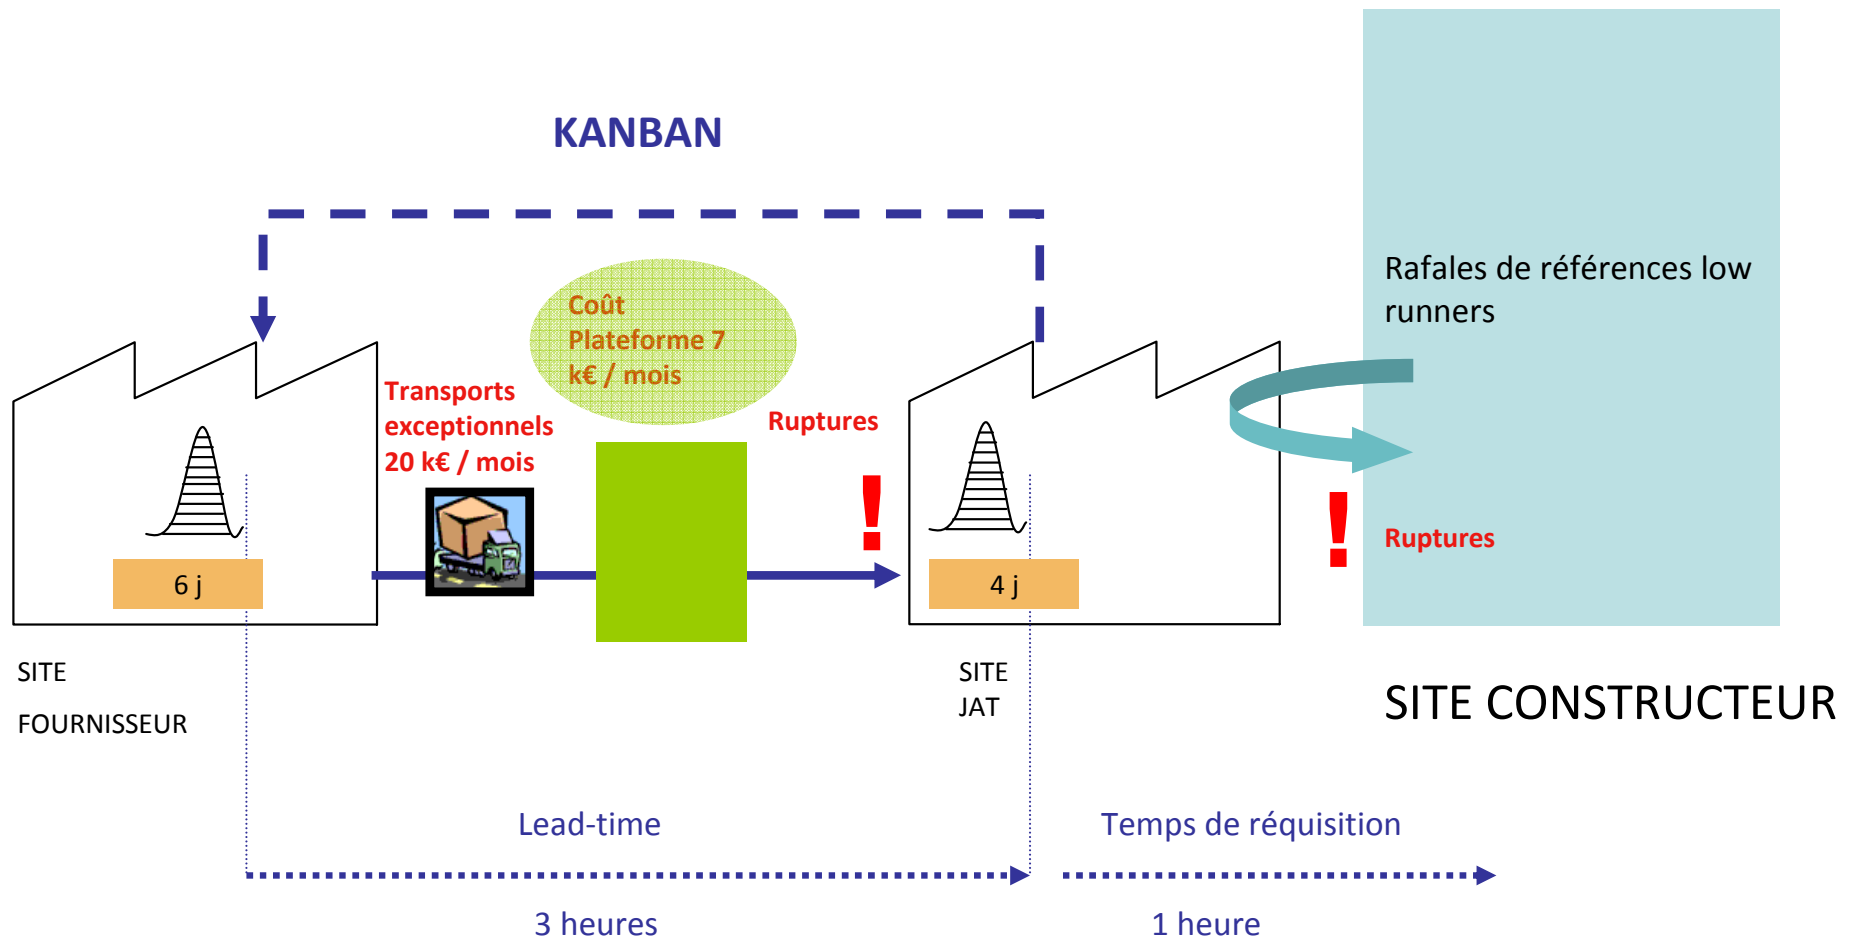 KANBAN
Rafales de références low
runners
Coût
Plateforme 7
k€ / mois
Transports
exceptionnels
20 k€ / mois
Ruptures
!
!
Ruptures
6 j
4 j
SITE
FOURNISSEUR
SITE
JAT
SITE CONSTRUCTEUR
Lead-time
Temps de réquisition
3 heures
1 heure